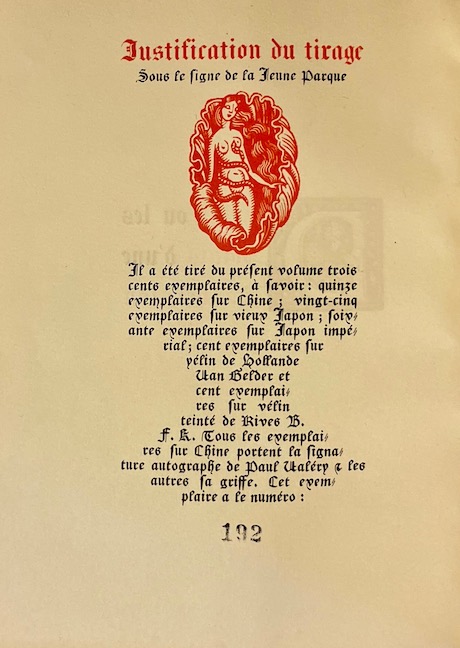 Justification du tirage
Sous le signe de la Jeune Parque
Il a été tiré du présent volume trois
cents exemplaires, à savoir : quinze
exemplaires sur Chine ; vingt-cinq
exemplaires sur vieux Japon ; soix-
ante exemplaires sur Japon impé-
rial ; cent exemplaires sur
vélin de Hollande
Van Gelder et
cent exemplai-
res sur vélin
teinté de Rives B.
F. K. Tous les exemplai-
res sur Chine portent la signa-
ture autographe de Paul Valéry & les
autres sa griffe. Cet exem-
plaire a le numéro :
192